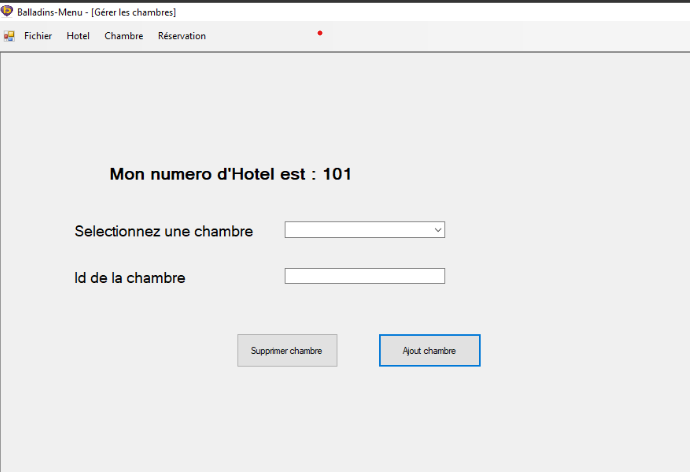 Balladins-Menu - [Gérer les chambres]
Fichier Hotel Chambre Réservation
Mon numero d'Hotel est : 101
Selectionnez une chambre
Id de la chambre
Supprimer chambre Ajout chambre